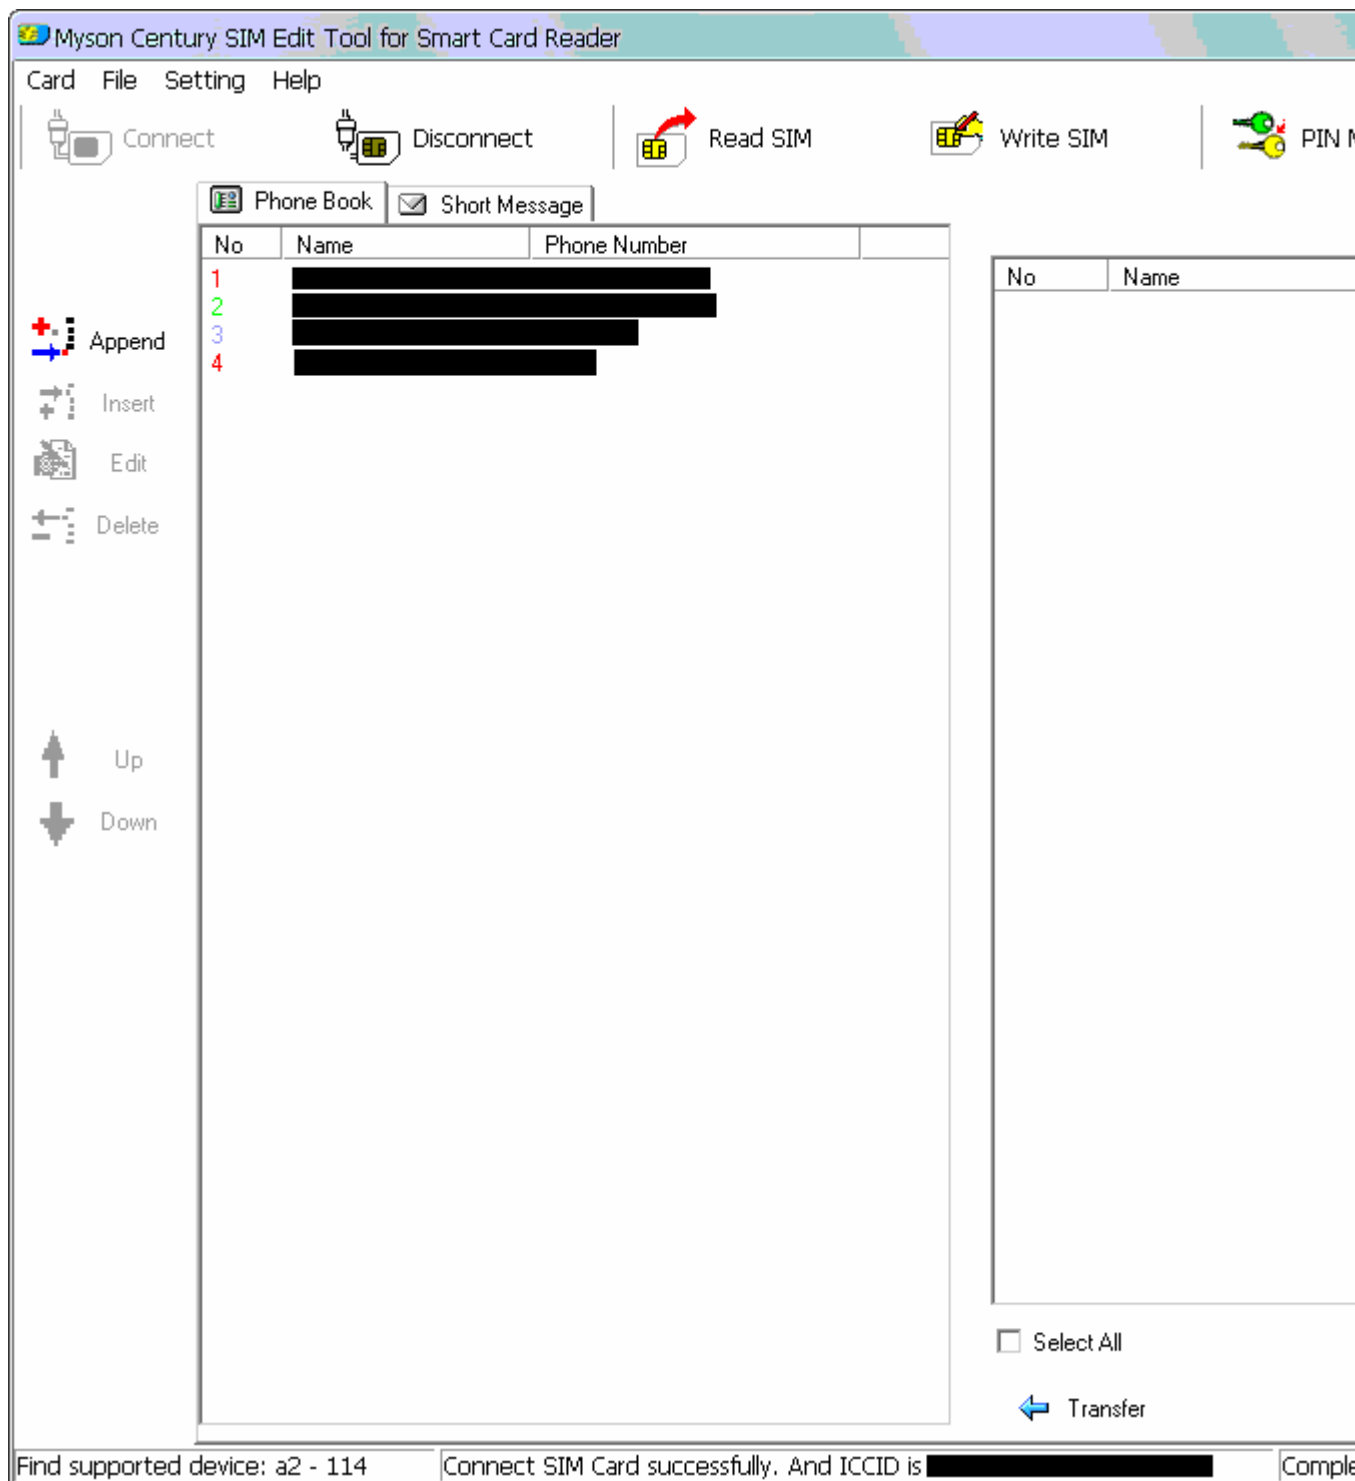 Myson Century SIM Edit Tool for Smart Card Reader
Card File Setting Help
Connect Disconnect Read SIM Write SIM PIN
Phone Book Short Message
No Name Phone Number
No Name
1
2
3
4
Append
Insert
Edit
Delete
Up
Down
Select All
Transfer
Find supported device: a2 - 114 Connect SIM Card successfully. And ICCID is Comple